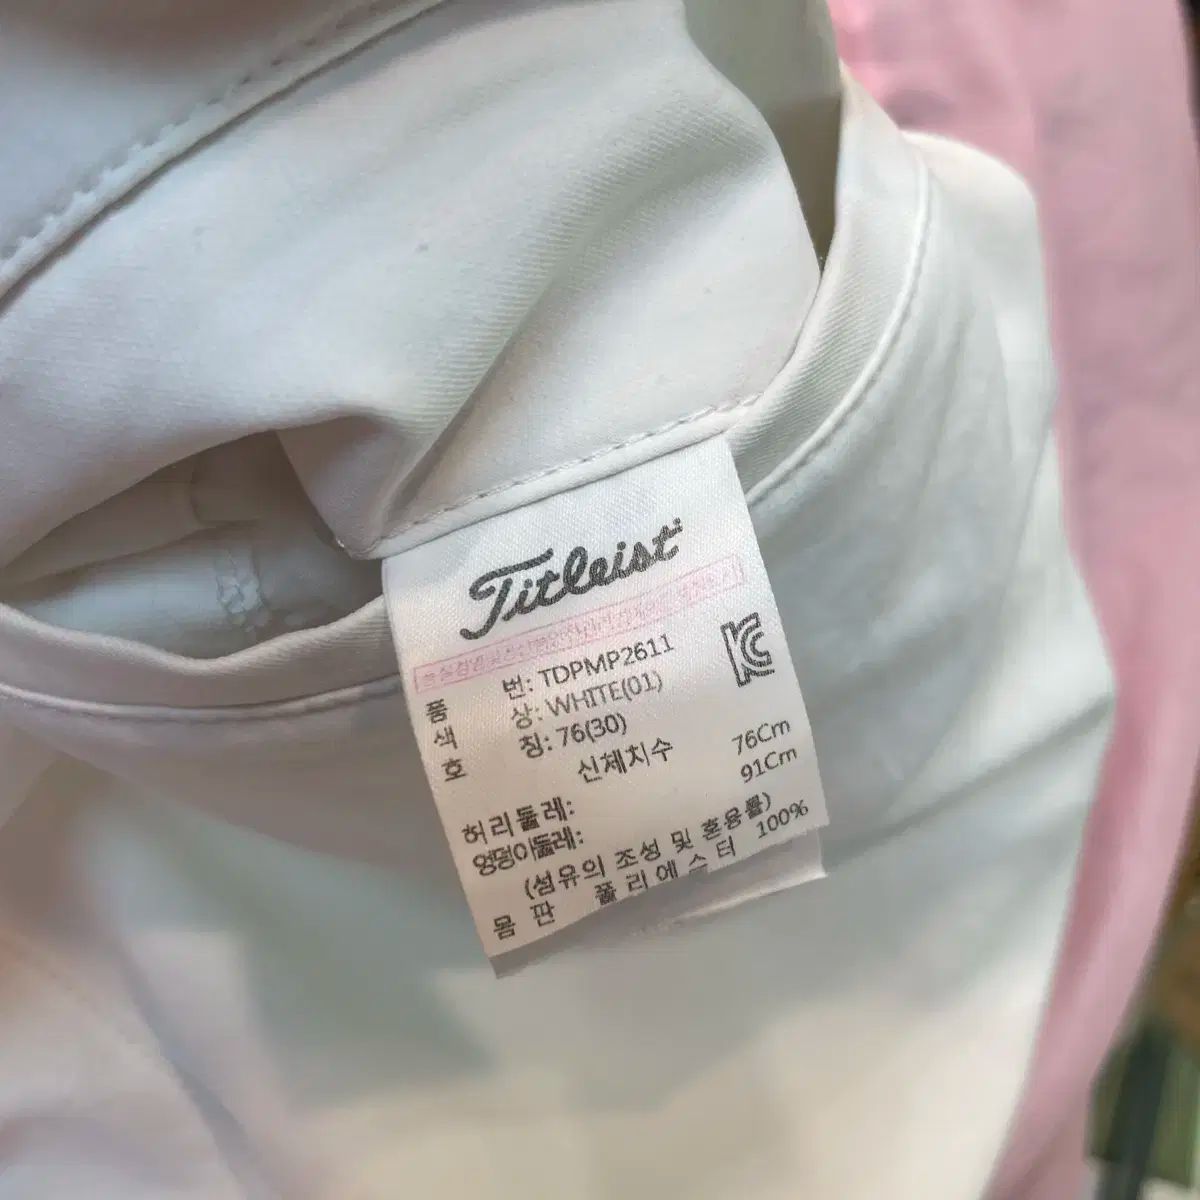 Titleist
품 번: TDPMP2611
색 상: WHITE(01)
호 칭: 76(30)
신체치수
허리둘레: 76Cm
엉덩이둘레: 91Cm
(섬유의 조성 및 혼용률)
몸 판 폴리에스터 100%